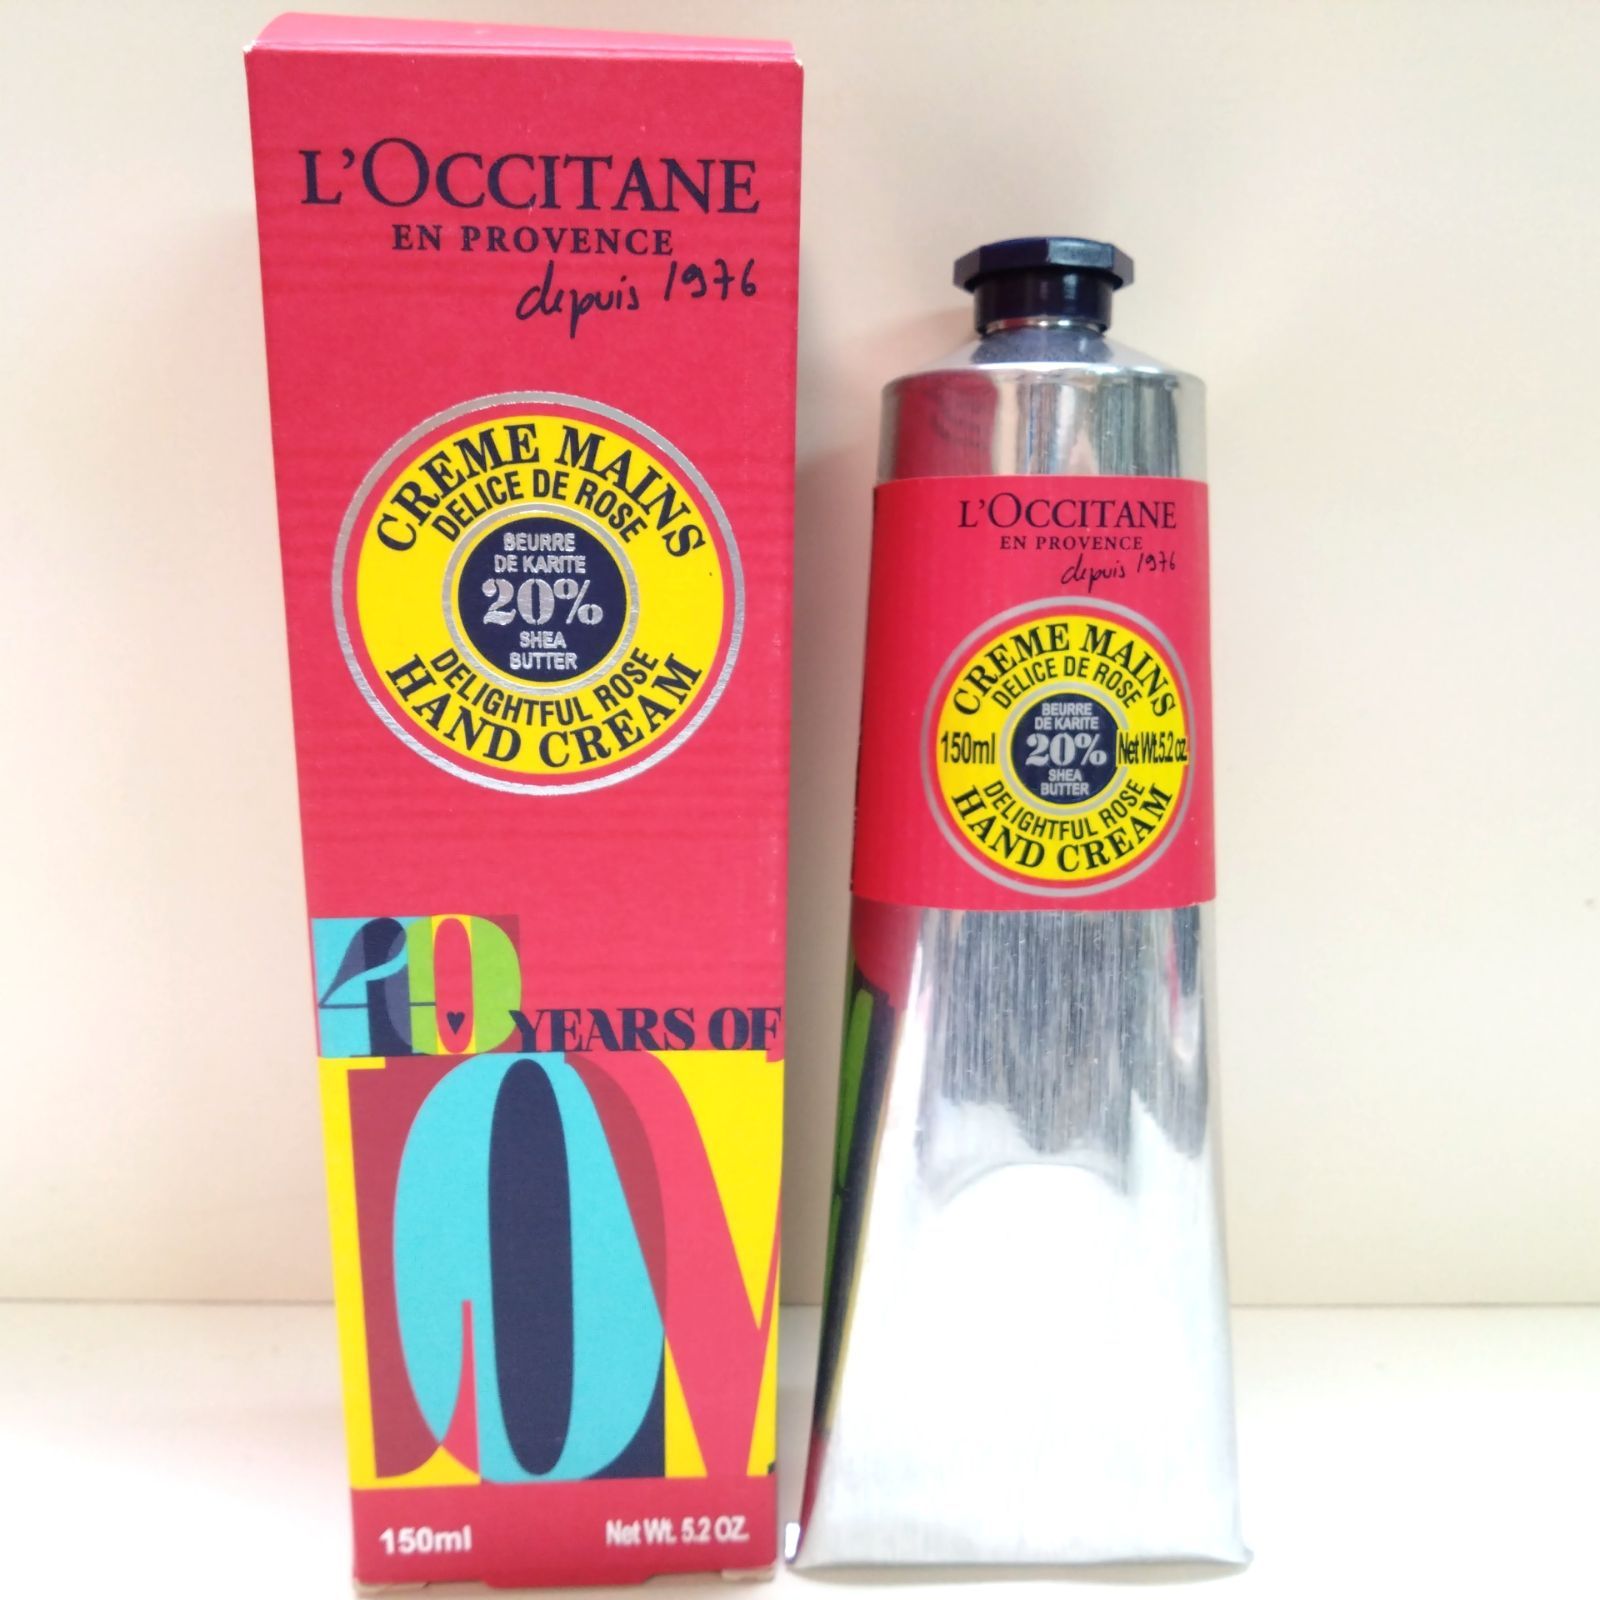 L'OCCITANE
EN PROVENCE
depuis 1976
CREME MAINS
DELICE DE ROSE
BEURRE
DE KARITE
20%
SHEA
BUTTER
DELIGHTFUL ROSE
HAND CREAM
40 YEARS OF
150ml
Net Wt. 5.2 OZ.
L'OCCITANE
EN PROVENCE
depuis 1976
CREME MAINS
DELICE DE ROSE
150ml
BEURRE
DE KARITE
20%
SHEA
BUTTER
Net Wt.5.2 oz.
DELIGHTFUL ROSE
HAND CREAM